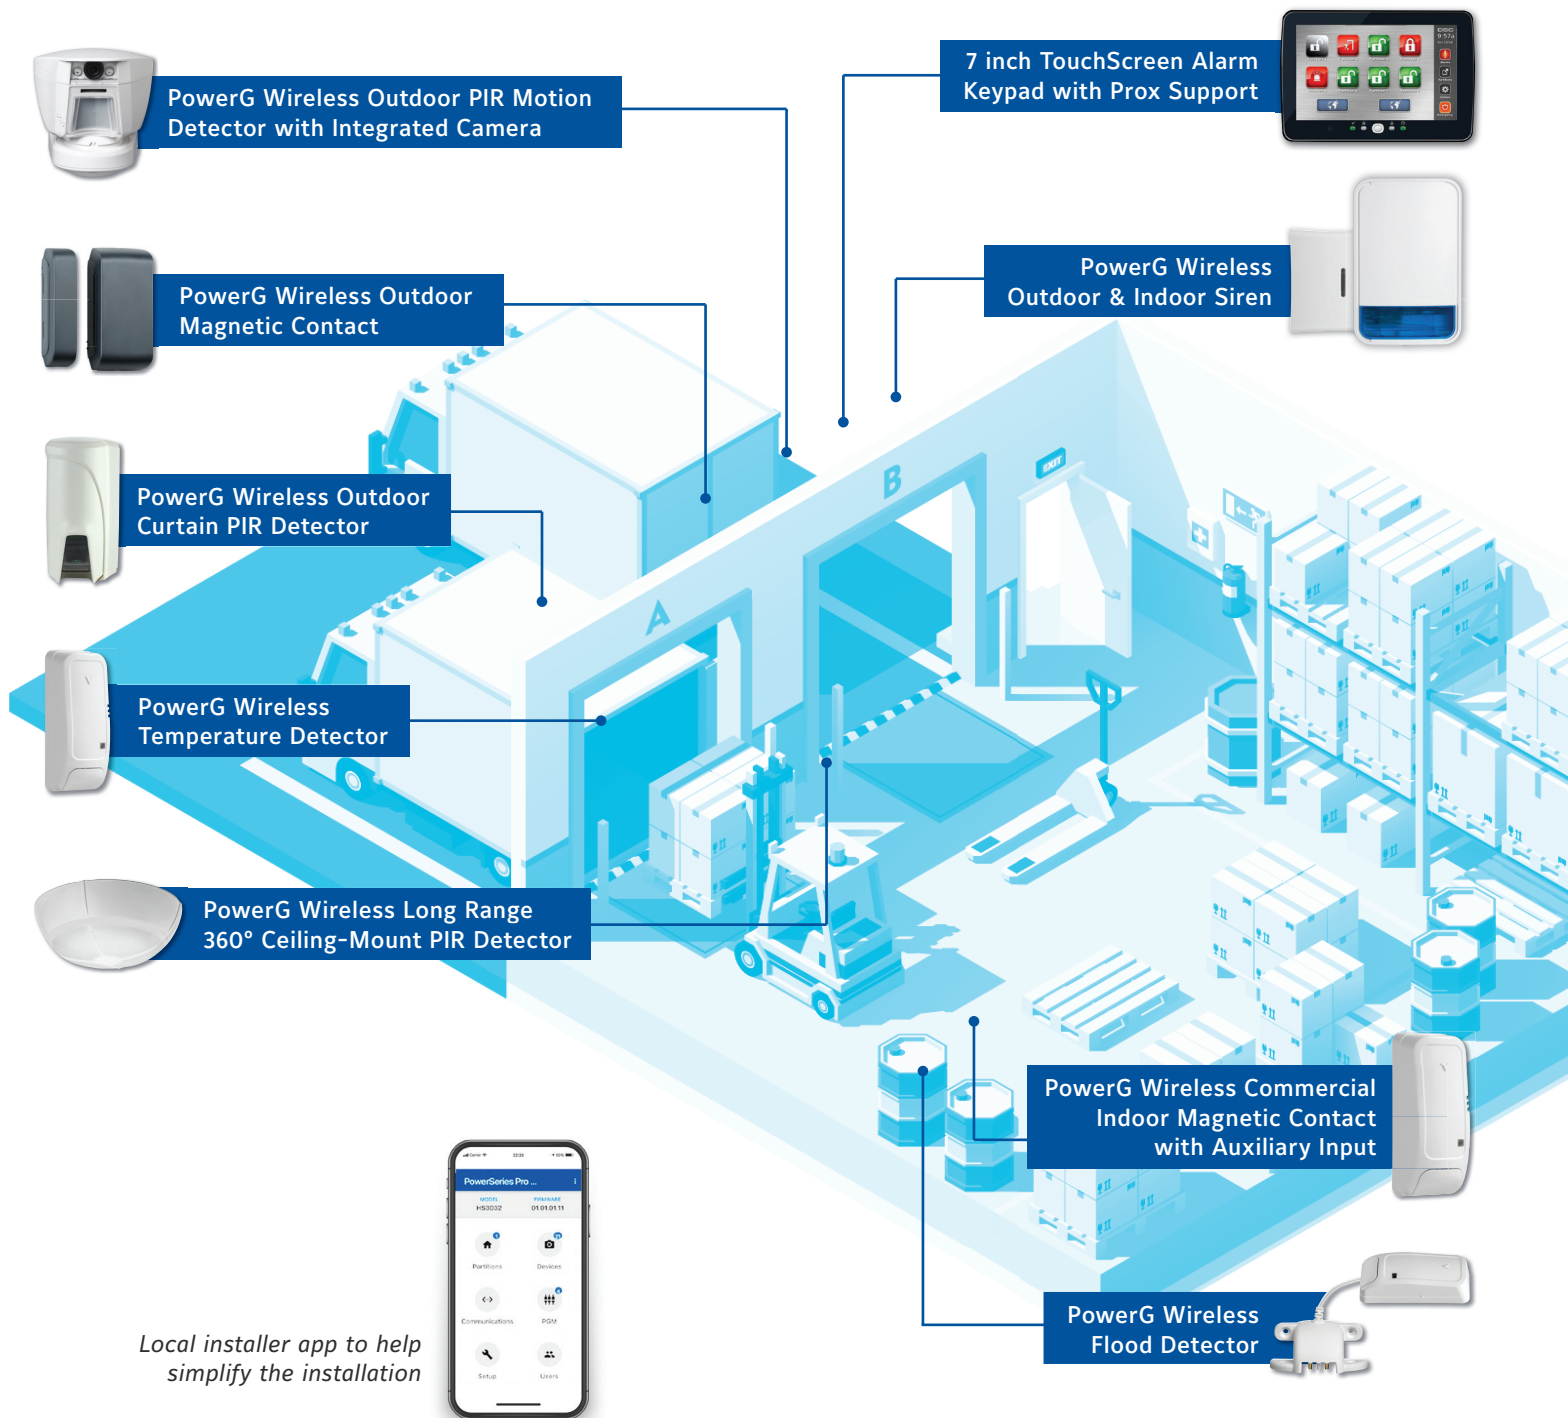 PowerG Wireless Outdoor PIR Motion
Detector with Integrated Camera
7 inch TouchScreen Alarm
Keypad with Prox Support
9:57a
PowerG Wireless Outdoor
Magnetic Contact
PowerG Wireless
Outdoor & Indoor Siren
PowerG Wireless Outdoor
Curtain PIR Detector
B
EXIT
A
PowerG Wireless
Temperature Detector
PowerG Wireless Long Range
360° Ceiling-Mount PIR Detector
PowerG Wireless Commercial
Indoor Magnetic Contact
with Auxiliary Input
PowerG Wireless
Flood Detector
Local installer app to help
simplify the installation
PowerSeries Pro ...
MODEL
HS3032
FIRMWARE
01.01.01.11
Partitions
Devices
Communications
PGM
Setup
Users